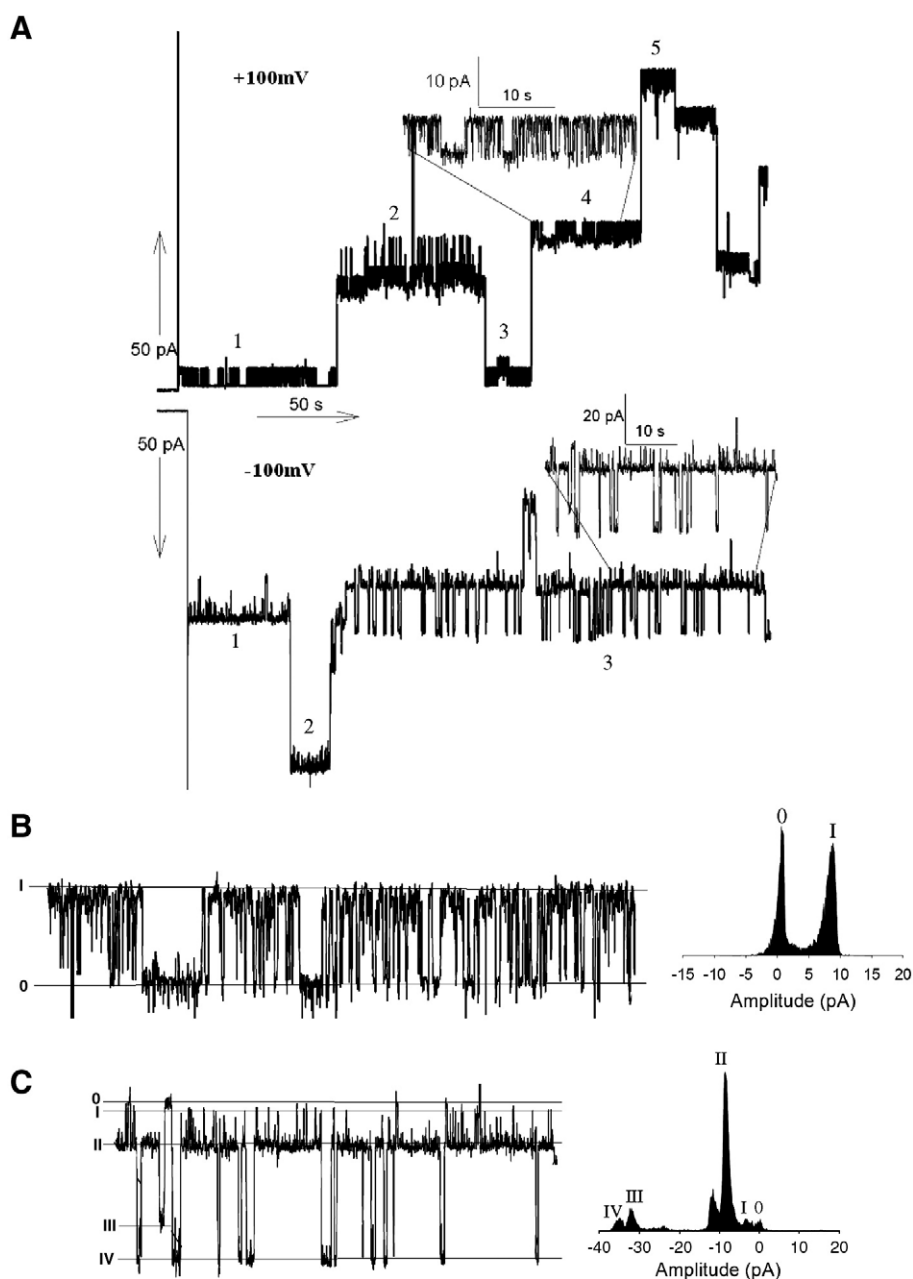 A
+100mV
10 pA
10 s
5
4
2
1
3
50 pA
50 s
50 pA
-100mV
20 pA
10 s
1
2
3
B
I
0
0 I
-15 -10 -5 0 5 10 15 20
Amplitude (pA)
C
0
I
II
III
IV
II
IV III I 0
-40 -30 -20 -10 0 10 20
Amplitude (pA)